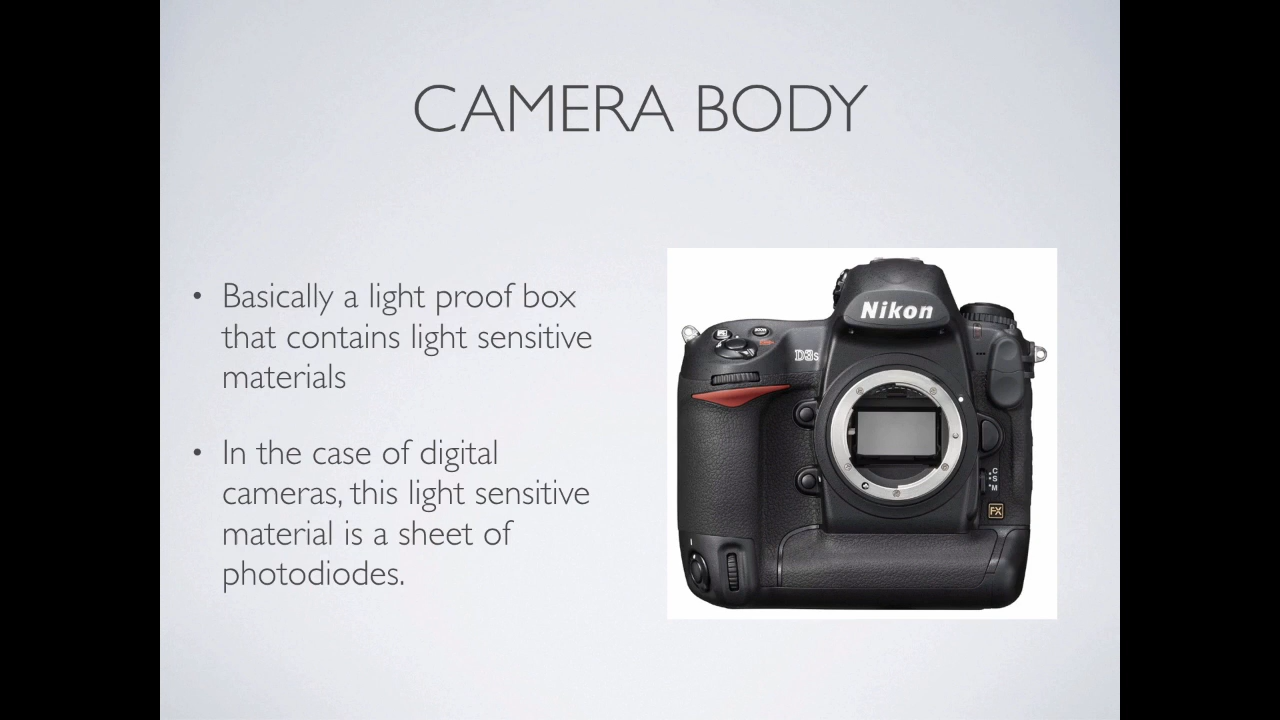 CAMERA BODY
• Basically a light proof box
that contains light sensitive
materials
• In the case of digital
cameras, this light sensitive
material is a sheet of
photodiodes.
Nikon
D3s
C
S
M
FX